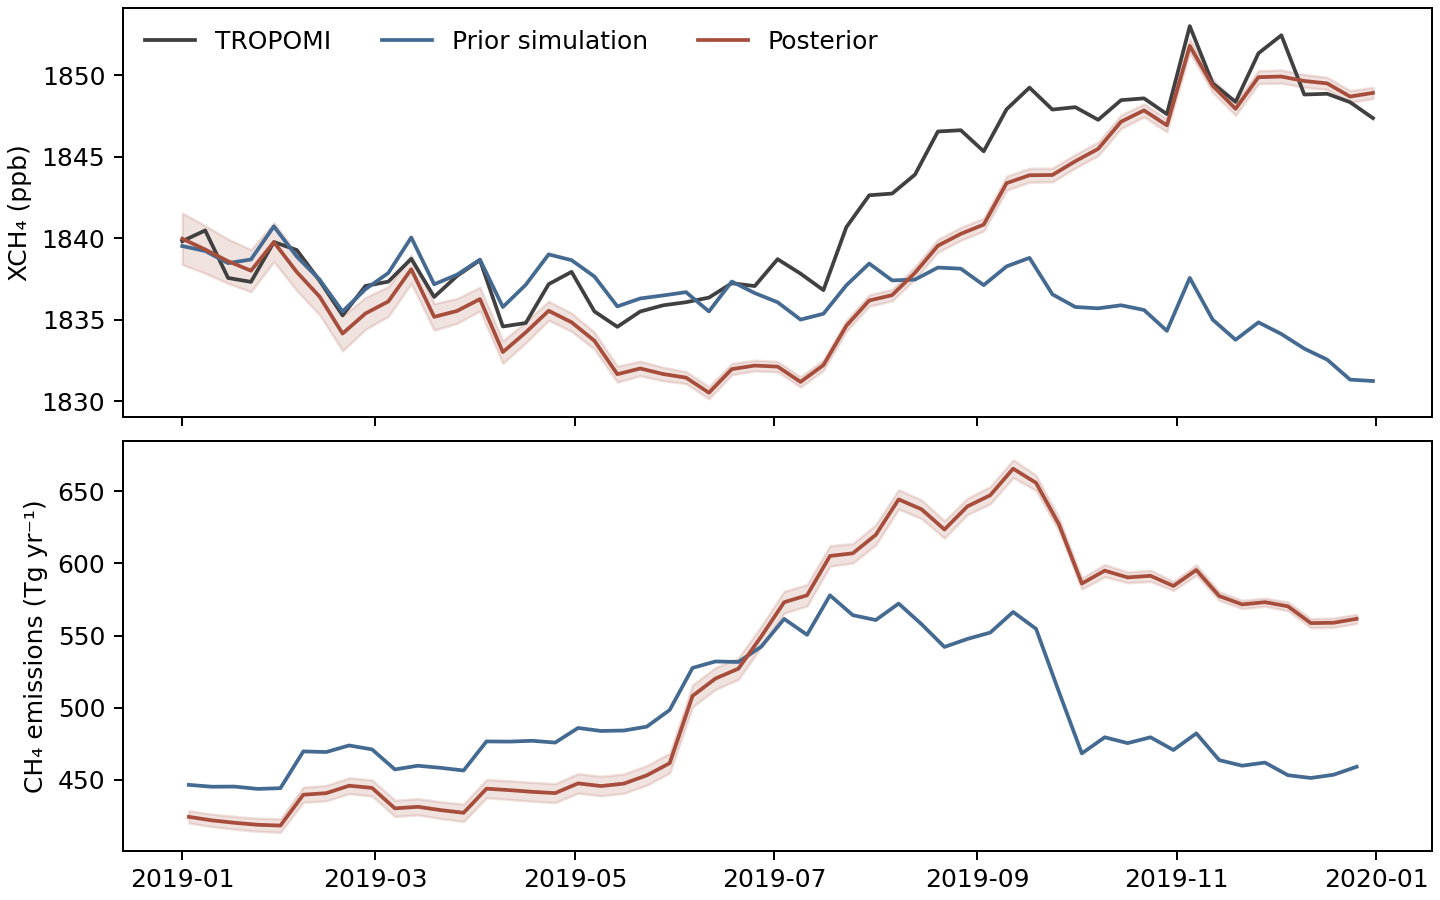 TROPOMI Prior simulation Posterior
XCH₄ (ppb)
1850
1845
1840
1835
1830
CH₄ emissions (Tg yr⁻¹)
650
600
550
500
450
2019-01 2019-03 2019-05 2019-07 2019-09 2019-11 2020-01